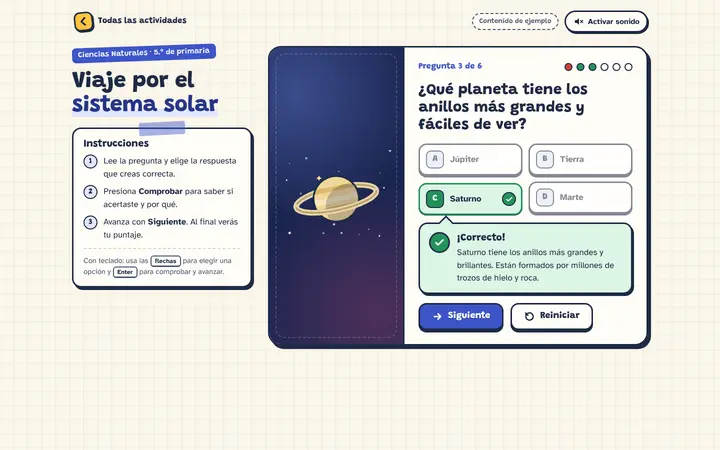 Todas las actividades
Contenido de ejemplo
Activar sonido
Ciencias Naturales · 5.º de primaria
Viaje por el
sistema solar
Instrucciones
1 Lee la pregunta y elige la respuesta
que creas correcta.
2 Presiona Comprobar para saber si
acertaste y por qué.
3 Avanza con Siguiente. Al final verás
tu puntaje.
Con teclado: usa las flechas para elegir una
opción y Enter para comprobar y avanzar.
Pregunta 3 de 6
¿Qué planeta tiene los
anillos más grandes y
fáciles de ver?
A Júpiter
B Tierra
C Saturno
D Marte
¡Correcto!
Saturno tiene los anillos más grandes y
brillantes. Están formados por millones de
trozos de hielo y roca.
Siguiente
Reiniciar